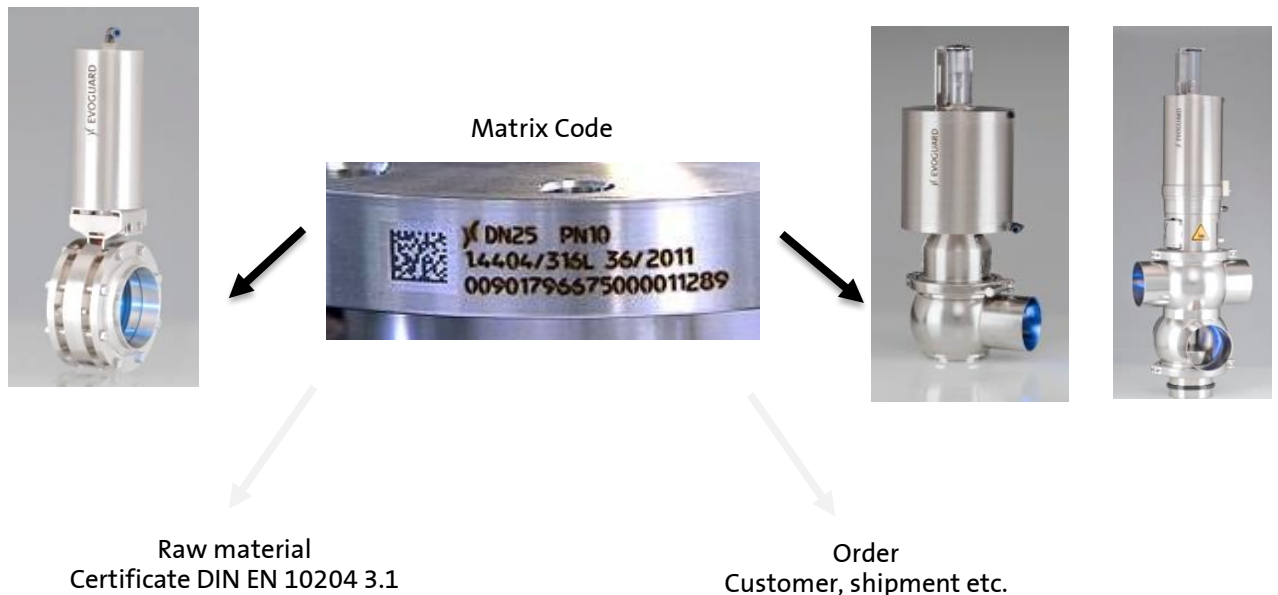 EVOGUARD
Matrix Code
DN25 PN10
1.4404/316L 36/2011
00901796675000011289
EVOGUARD
EVOGUARD
Raw material
Certificate DIN EN 10204 3.1
Order
Customer, shipment etc.